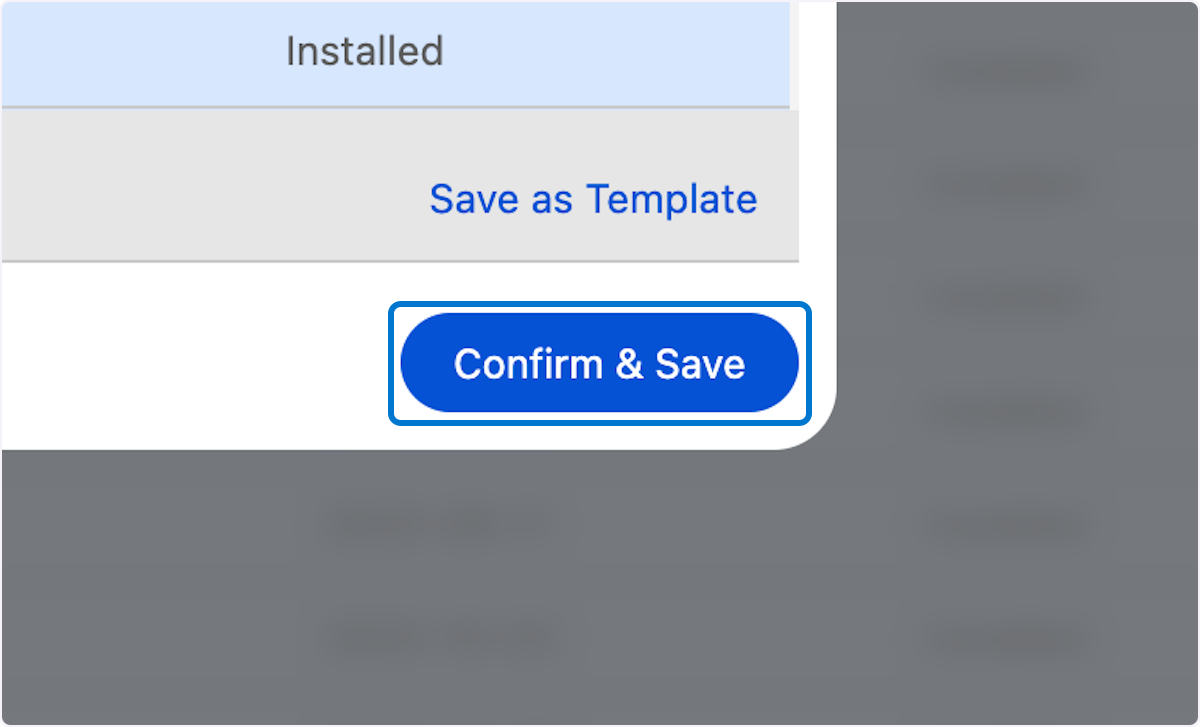 Installed
Save as Template
Confirm & Save